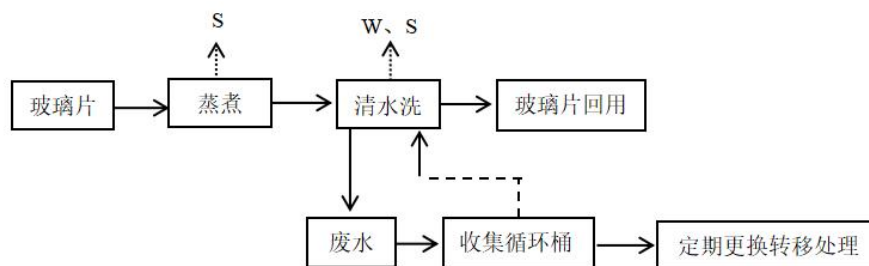 S
W、S
玻璃片
蒸煮
清水洗
玻璃片回用
废水
收集循环桶
定期更换转移处理